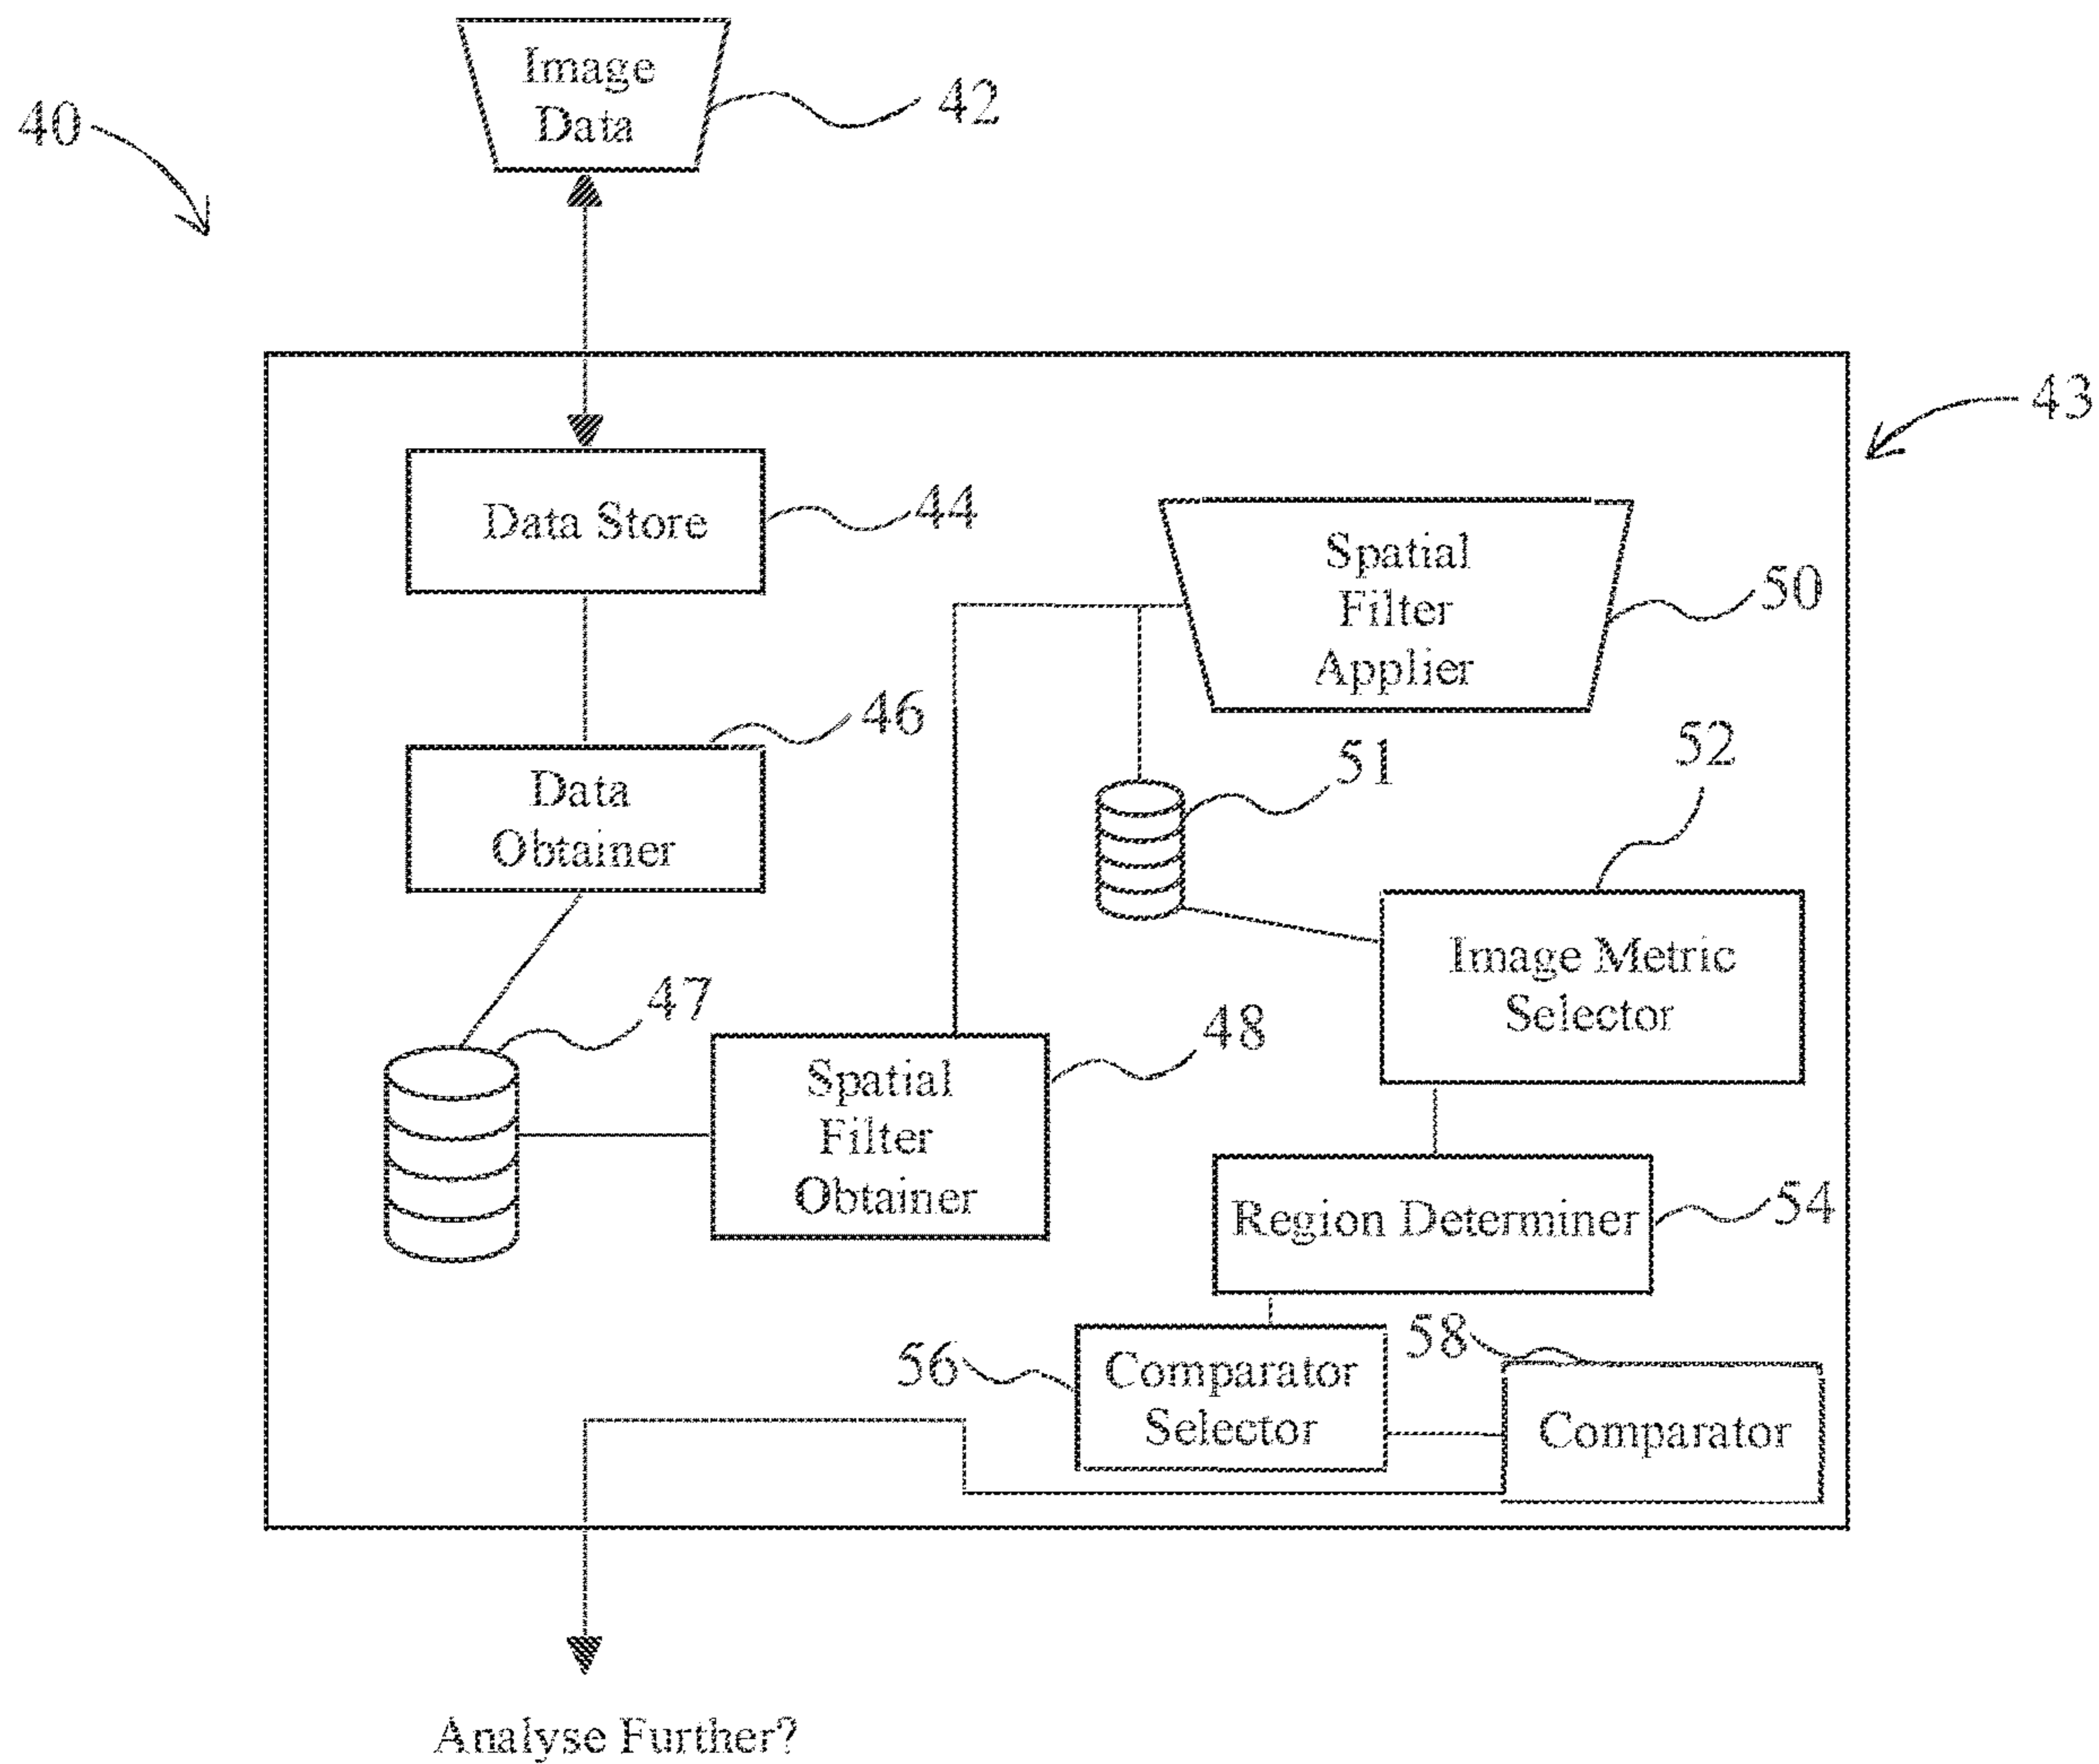 Image
Data
42
40
43
Data Store
44
Spatial
Filter
Applier
50
46
Data
Obtainer
51
52
Image Metric
Selector
47
48
Spatial
Filter
Obtainer
Region Determiner
54
56
Comparator
Selector
58
Comparator
Analyse Further?